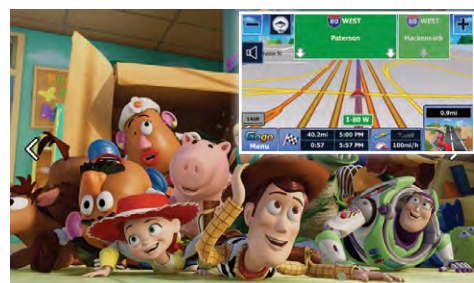 80 WEST
Paterson
80 WEST
Hackensack
I-80 W
0.9mi
Gogo
Menu
40.2mi
5:00 PM
0:57
5:57 PM
100mi/h